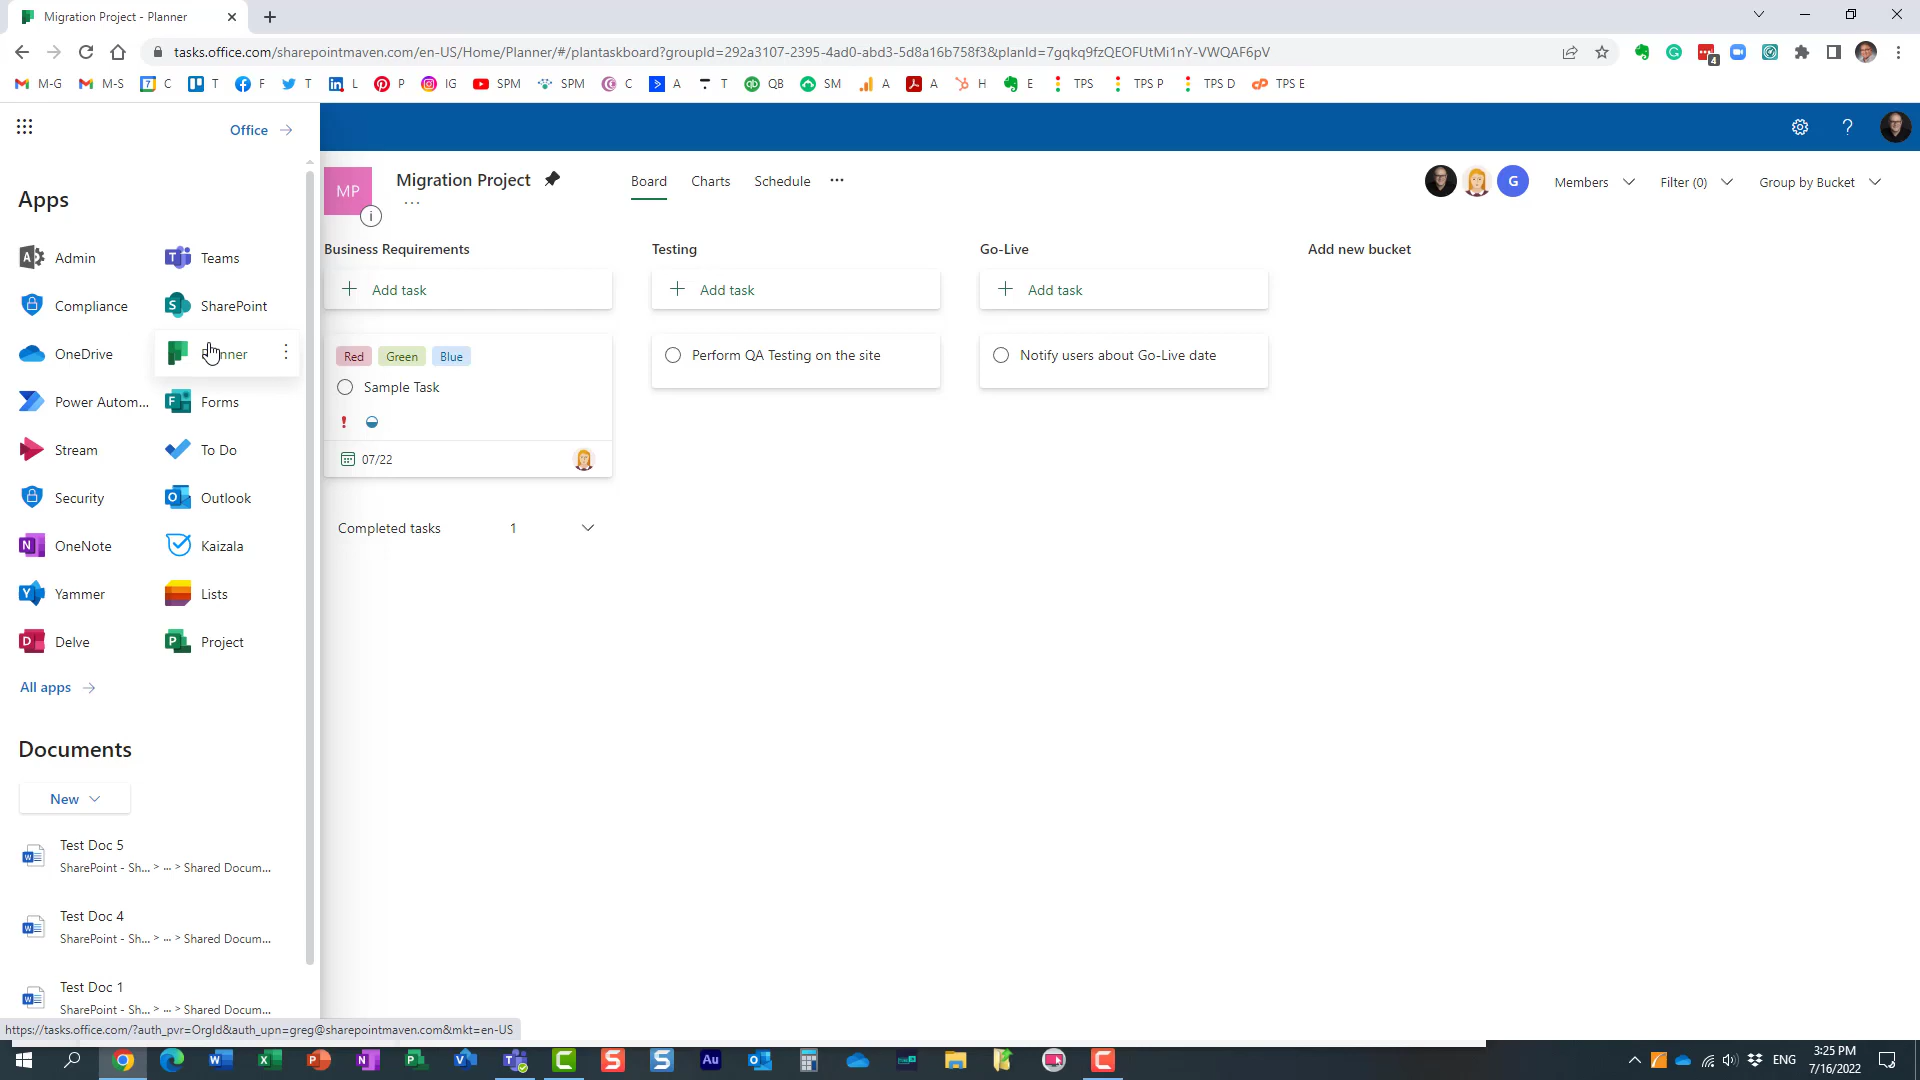 Migration Project - Planner
tasks.office.com/sharepointmaven.com/en-US/Home/Planner/#/plantaskboard?groupId=292a3107-2395-4ad0-abd3-5d8a16b758f3&planId=7gqkq9fzQEOFUtMi1nY-VWQAF6pV
4
M-G
M-S
7 C
T
F
T
L
P
IG
SPM
SPM
C
A
T
QB
SM
A
A
H
E
TPS
TPS P
TPS D
TPS E
Office
?
Apps
Admin
Teams
Compliance
SharePoint
OneDrive
nner
Power Autom...
Forms
Stream
To Do
Security
Outlook
OneNote
Kaizala
Yammer
Lists
Delve
Project
All apps
Documents
New
Test Doc 5
SharePoint - Sh... > ... > Shared Docum...
Test Doc 4
SharePoint - Sh... > ... > Shared Docum...
Test Doc 1
SharePoint - Sh... > ... > Shared Docum...
MP
Migration Project
...
Board
Charts
Schedule
...
G
Members
Filter (0)
Group by Bucket
Business Requirements
Add task
Red
Green
Blue
Sample Task
07/22
Completed tasks 1
Testing
Add task
Perform QA Testing on the site
Go-Live
Add task
Notify users about Go-Live date
Add new bucket
https://tasks.office.com/?auth_pvr=OrgId&auth_upn=greg@sharepointmaven.com&mkt=en-US
Au
ENG
3:25 PM
7/16/2022